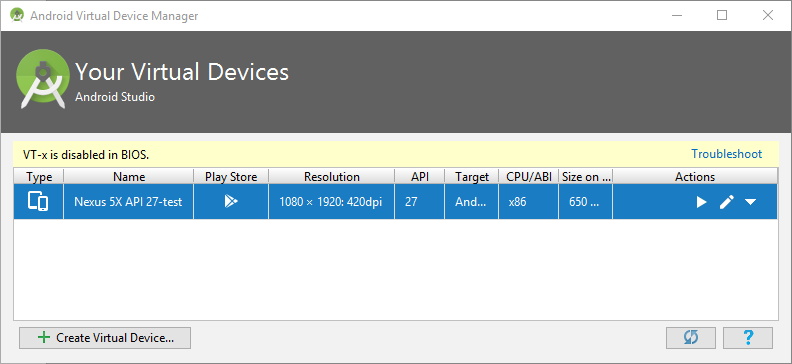 Android Virtual Device Manager
Your Virtual Devices
Android Studio
VT-x is disabled in BIOS. Troubleshoot
Type Name Play Store Resolution API Target CPU/ABI Size on ... Actions
Nexus 5X API 27-test 1080 × 1920: 420dpi 27 And... x86 650 ...
Create Virtual Device... ?